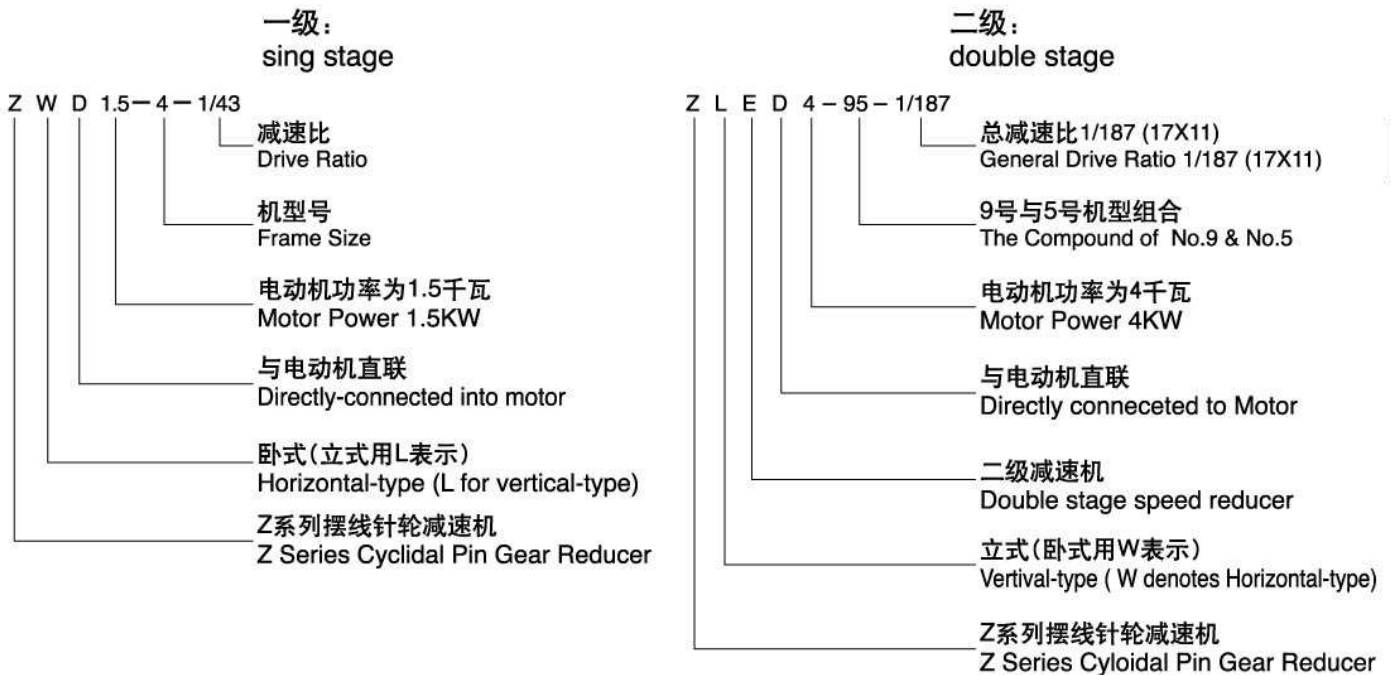 一级：
sing stage
Z W D 1.5－4－1/43
减速比
Drive Ratio
机型号
Frame Size
电动机功率为1.5千瓦
Motor Power 1.5KW
与电动机直联
Directly-connected into motor
卧式(立式用L表示)
Horizontal-type (L for vertical-type)
Z系列摆线针轮减速机
Z Series Cyclidal Pin Gear Reducer
二级：
double stage
Z L E D 4 – 95 – 1/187
总减速比1/187 (17X11)
General Drive Ratio 1/187 (17X11)
9号与5号机型组合
The Compound of No.9 & No.5
电动机功率为4千瓦
Motor Power 4KW
与电动机直联
Directly conneceted to Motor
二级减速机
Double stage speed reducer
立式(卧式用W表示)
Vertival-type ( W denotes Horizontal-type)
Z系列摆线针轮减速机
Z Series Cyloidal Pin Gear Reducer